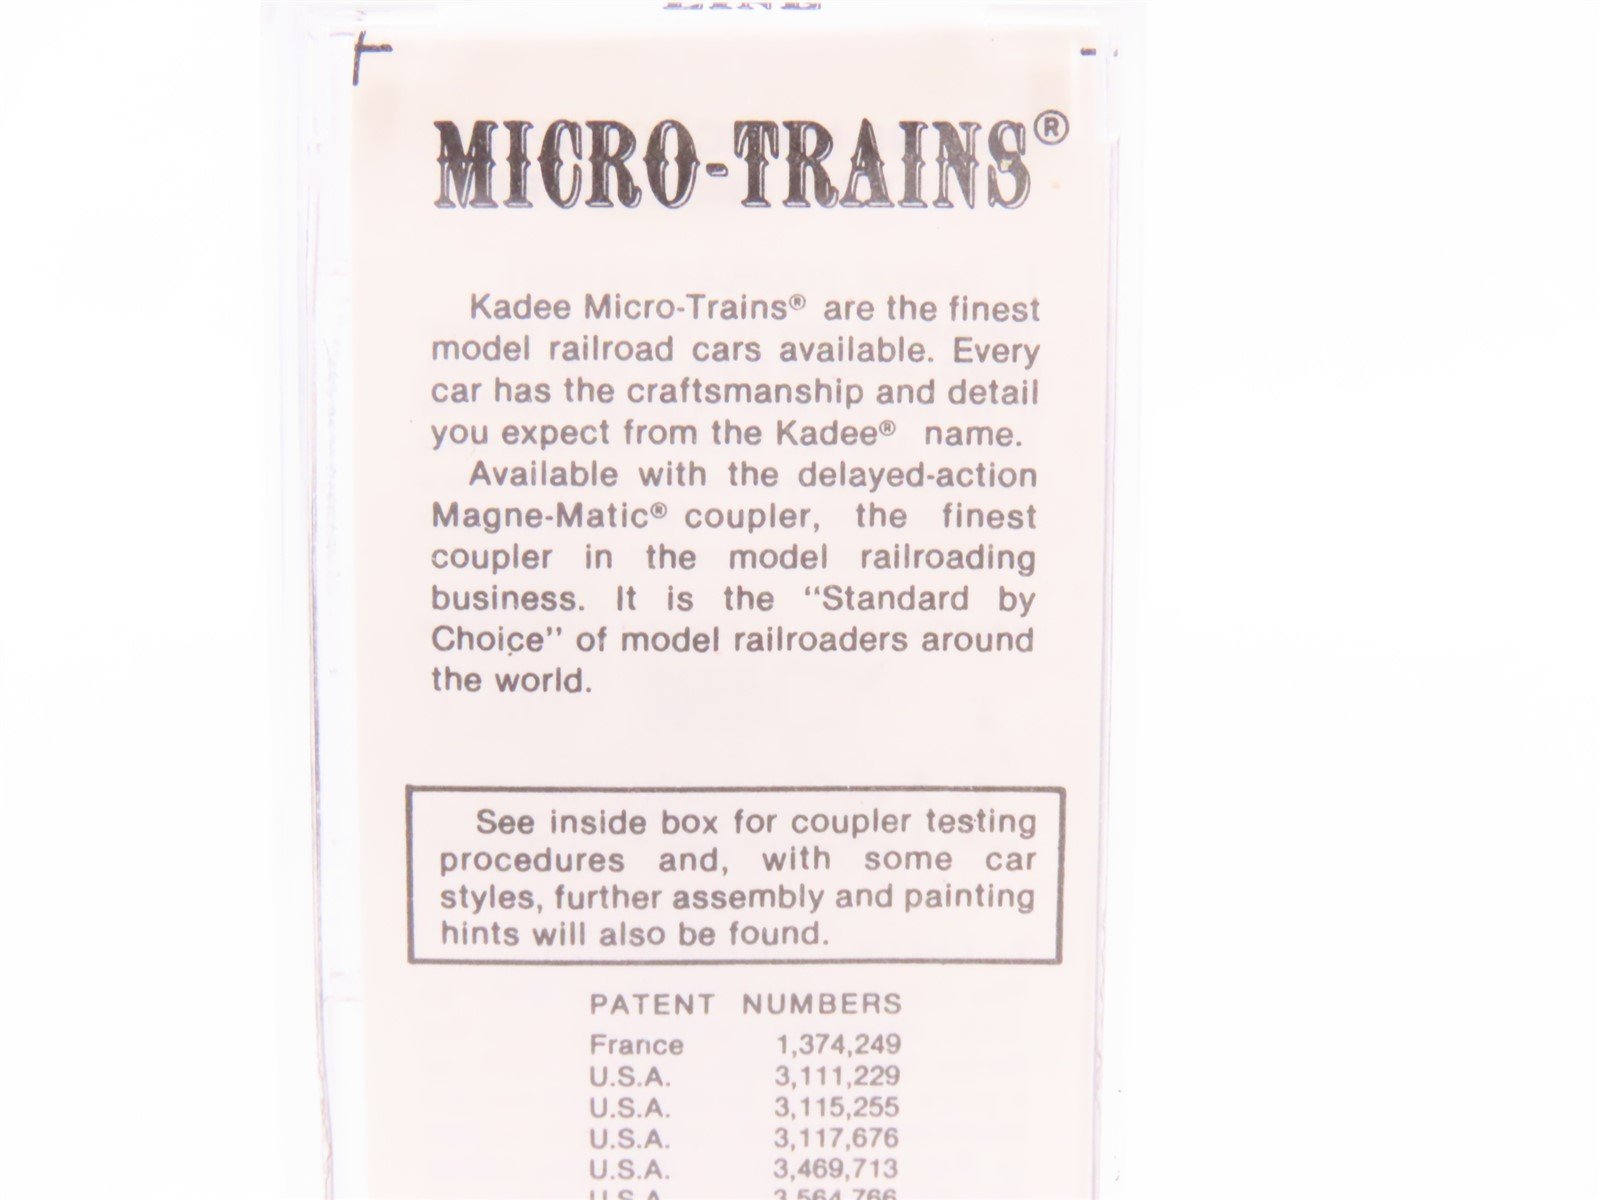 LINE
MICRO-TRAINS®
Kadee Micro-Trains® are the finest
model railroad cars available. Every
car has the craftsmanship and detail
you expect from the Kadee® name.
Available with the delayed-action
Magne-Matic® coupler, the finest
coupler in the model railroading
business. It is the “Standard by
Choice” of model railroaders around
the world.
See inside box for coupler testing
procedures and, with some car
styles, further assembly and painting
hints will also be found.
PATENT NUMBERS
France 1,374,249
U.S.A. 3,111,229
U.S.A. 3,115,255
U.S.A. 3,117,676
U.S.A. 3,469,713
U.S.A. 3,564,766